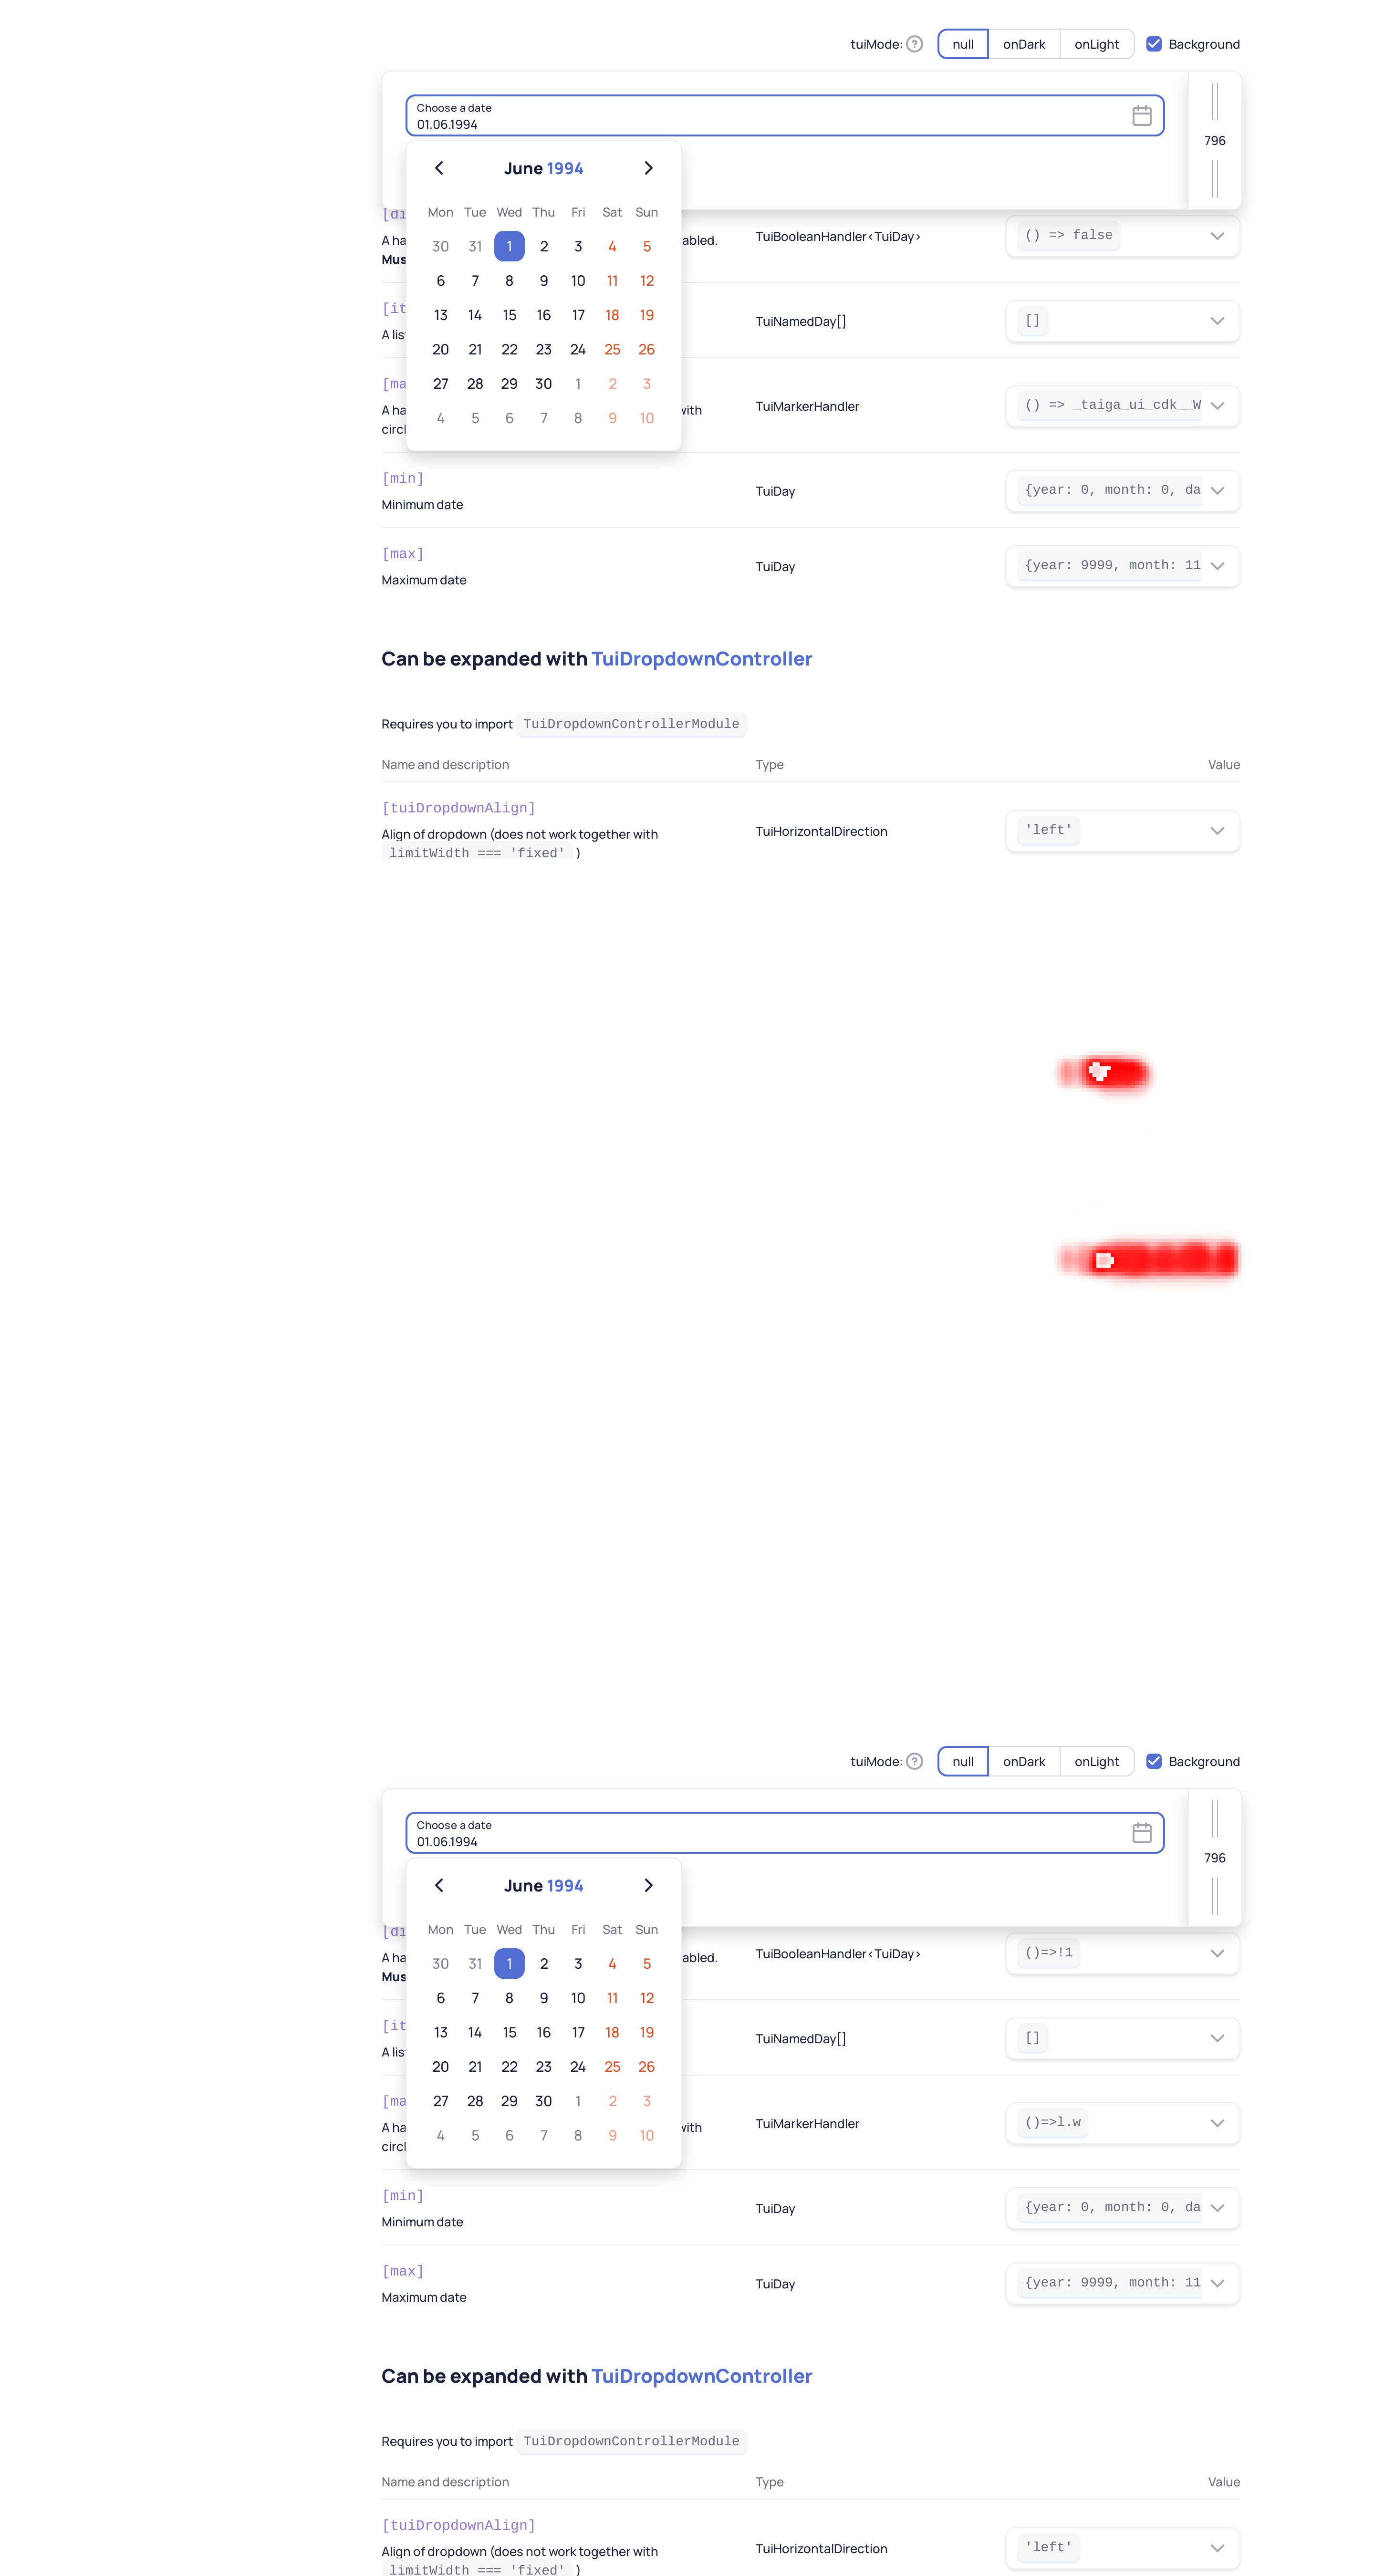 tuiMode: ? null onDark onLight Background
Choose a date
01.06.1994
796
June 1994
Mon Tue Wed Thu Fri Sat Sun
30 31 1 2 3 4 5
6 7 8 9 10 11 12
13 14 15 16 17 18 19
20 21 22 23 24 25 26
27 28 29 30 1 2 3
4 5 6 7 8 9 10
[di
A ha abled.
Mus
TuiBooleanHandler<TuiDay>
() => false
[it
A lis
TuiNamedDay[]
[]
[ma
A ha with
circl
TuiMarkerHandler
() => _taiga_ui_cdk__W
[min]
Minimum date
TuiDay
{year: 0, month: 0, da
[max]
Maximum date
TuiDay
{year: 9999, month: 11
Can be expanded with TuiDropdownController
Requires you to import TuiDropdownControllerModule
Name and description Type Value
[tuiDropdownAlign]
Align of dropdown (does not work together with
limitWidth === 'fixed' )
TuiHorizontalDirection
'left'
tuiMode: ? null onDark onLight Background
Choose a date
01.06.1994
796
June 1994
Mon Tue Wed Thu Fri Sat Sun
30 31 1 2 3 4 5
6 7 8 9 10 11 12
13 14 15 16 17 18 19
20 21 22 23 24 25 26
27 28 29 30 1 2 3
4 5 6 7 8 9 10
[di
A ha abled.
Mus
TuiBooleanHandler<TuiDay>
()=>!1
[it
A lis
TuiNamedDay[]
[]
[ma
A ha with
circl
TuiMarkerHandler
()=>l.w
[min]
Minimum date
TuiDay
{year: 0, month: 0, da
[max]
Maximum date
TuiDay
{year: 9999, month: 11
Can be expanded with TuiDropdownController
Requires you to import TuiDropdownControllerModule
Name and description Type Value
[tuiDropdownAlign]
Align of dropdown (does not work together with
limitWidth === 'fixed' )
TuiHorizontalDirection
'left'